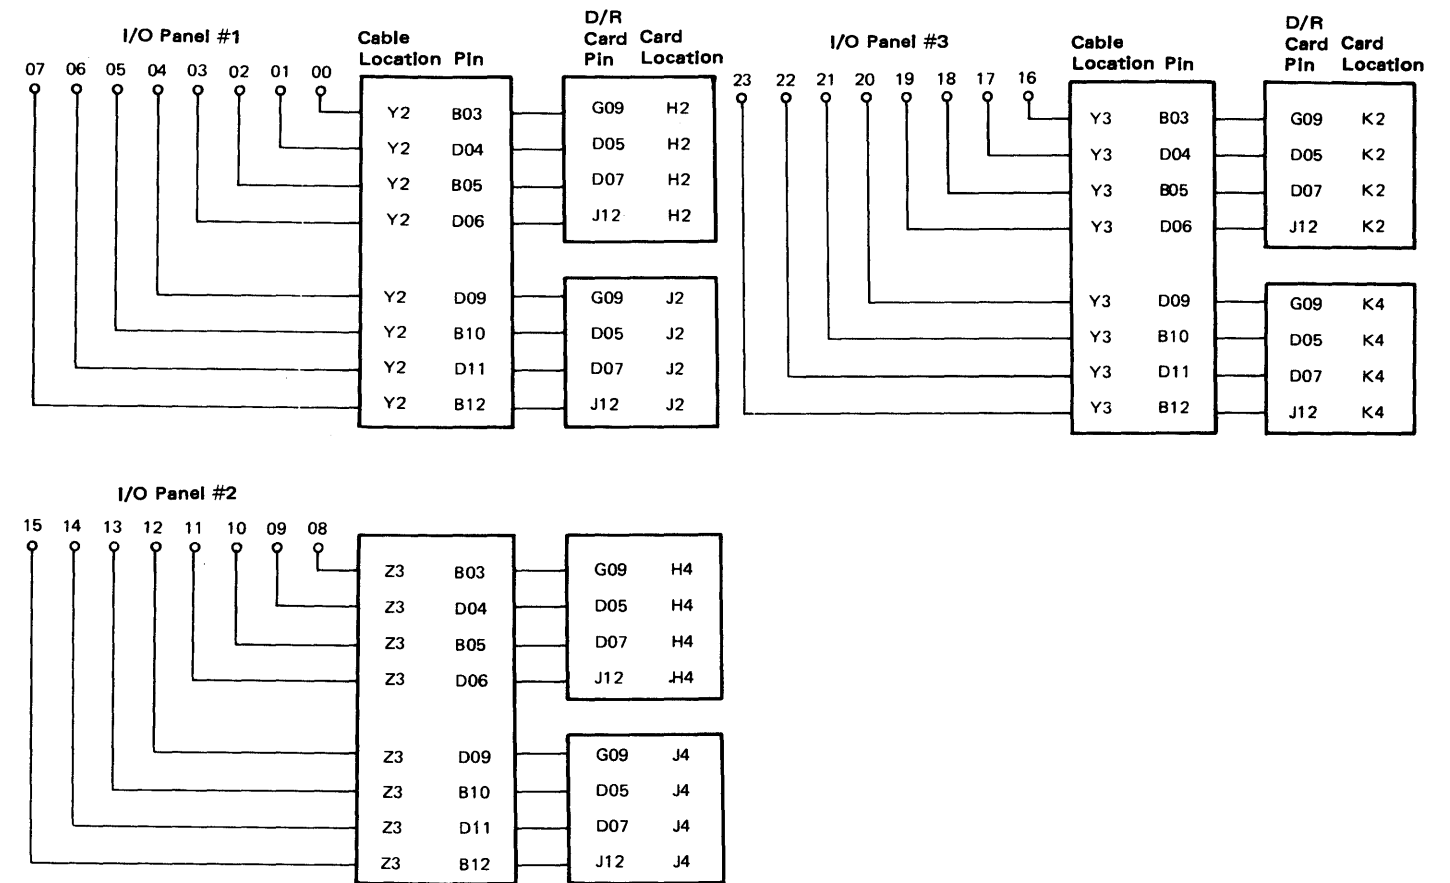 I/O Panel #1
07 06 05 04 03 02 01 00
Cable
Location Pin
D/R
Card Card
Pin Location
Y2 B03 G09 H2
Y2 D04 D05 H2
Y2 B05 D07 H2
Y2 D06 J12 H2
Y2 D09 G09 J2
Y2 B10 D05 J2
Y2 D11 D07 J2
Y2 B12 J12 J2
I/O Panel #3
23 22 21 20 19 18 17 16
Cable
Location Pin
D/R
Card Card
Pin Location
Y3 B03 G09 K2
Y3 D04 D05 K2
Y3 B05 D07 K2
Y3 D06 J12 K2
Y3 D09 G09 K4
Y3 B10 D05 K4
Y3 D11 D07 K4
Y3 B12 J12 K4
I/O Panel #2
15 14 13 12 11 10 09 08
Z3 B03 G09 H4
Z3 D04 D05 H4
Z3 B05 D07 H4
Z3 D06 J12 H4
Z3 D09 G09 J4
Z3 B10 D05 J4
Z3 D11 D07 J4
Z3 B12 J12 J4